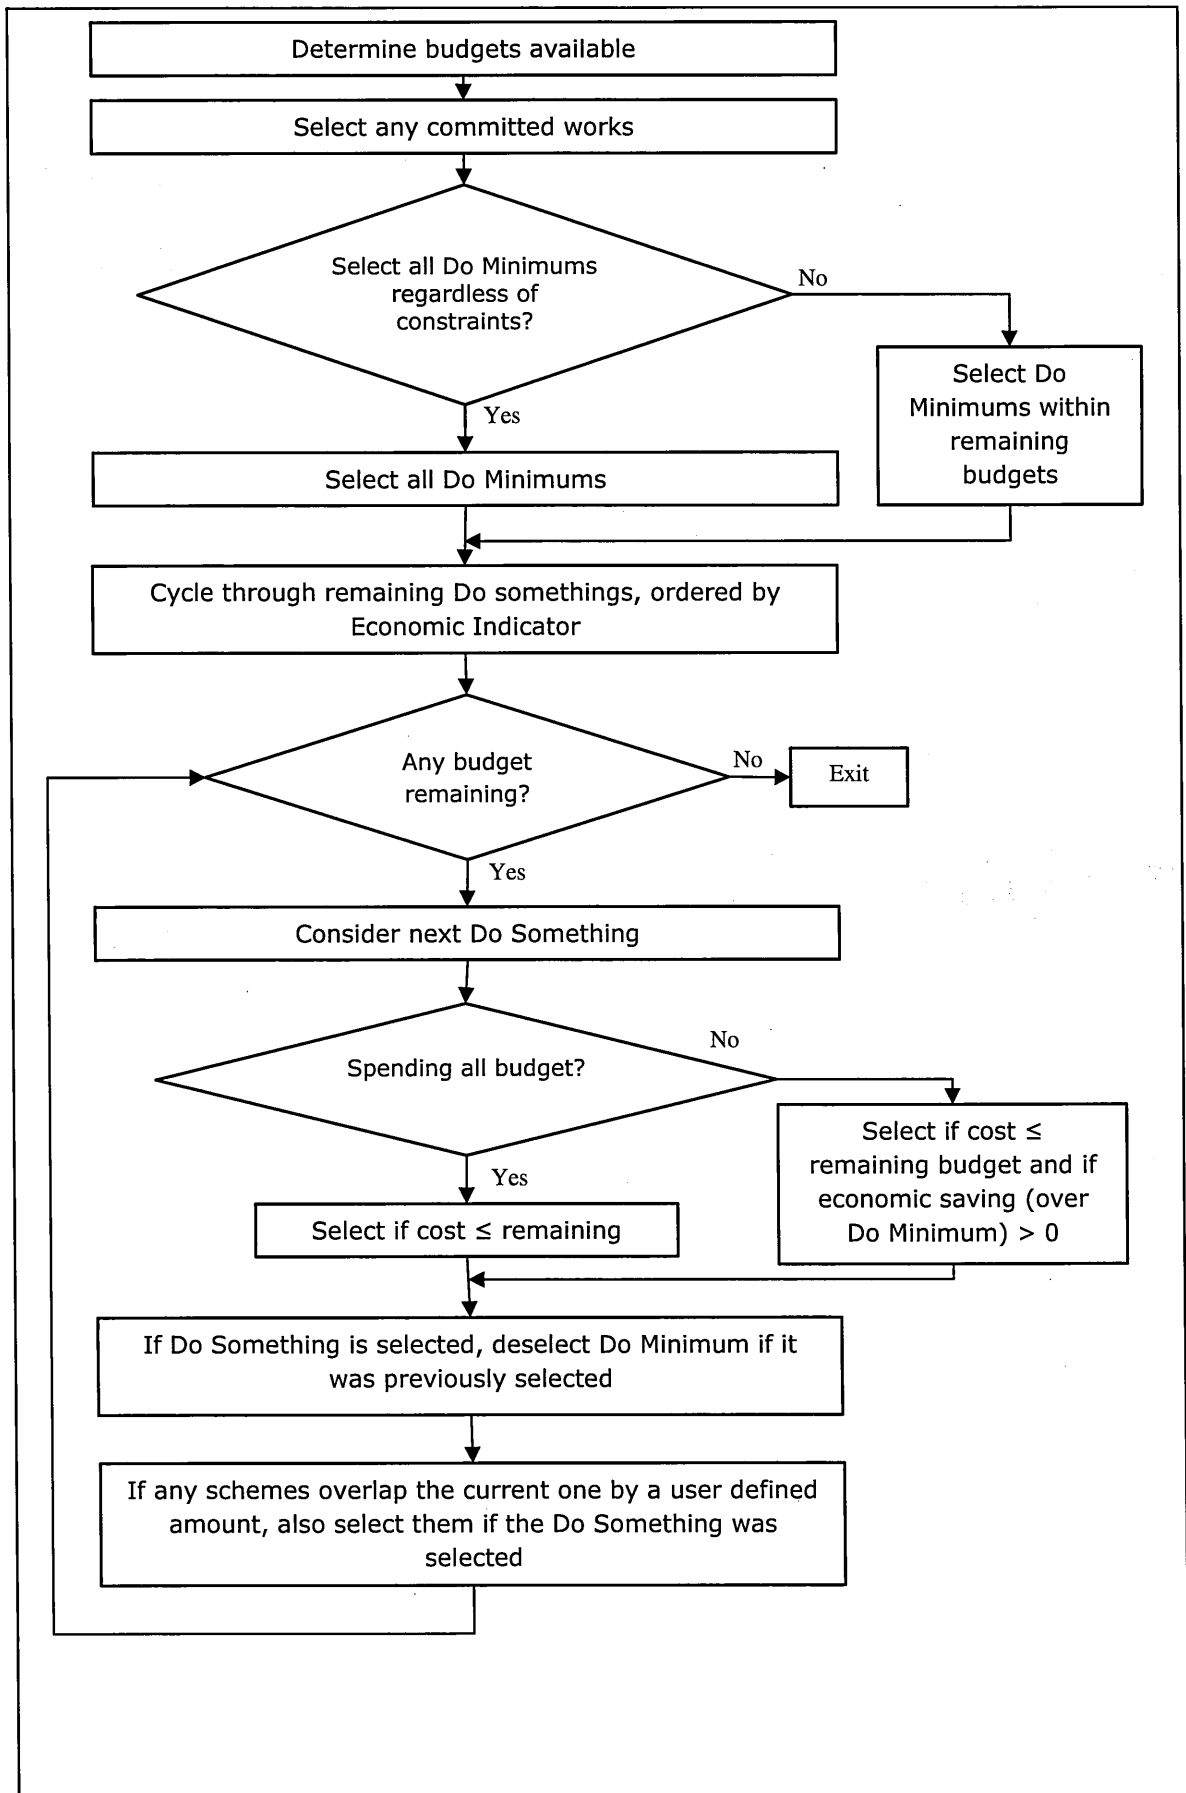 Determine budgets available
Select any committed works
Select all Do Minimums
regardless of
constraints?
No
Select Do
Minimums within
remaining
budgets
Yes
Select all Do Minimums
Cycle through remaining Do somethings, ordered by
Economic Indicator
Any budget
remaining?
No
Exit
Yes
Consider next Do Something
No
Spending all budget?
Select if cost ≤
remaining budget and if
economic saving (over
Do Minimum) > 0
Yes
Select if cost ≤ remaining
If Do Something is selected, deselect Do Minimum if it
was previously selected
If any schemes overlap the current one by a user defined
amount, also select them if the Do Something was
selected